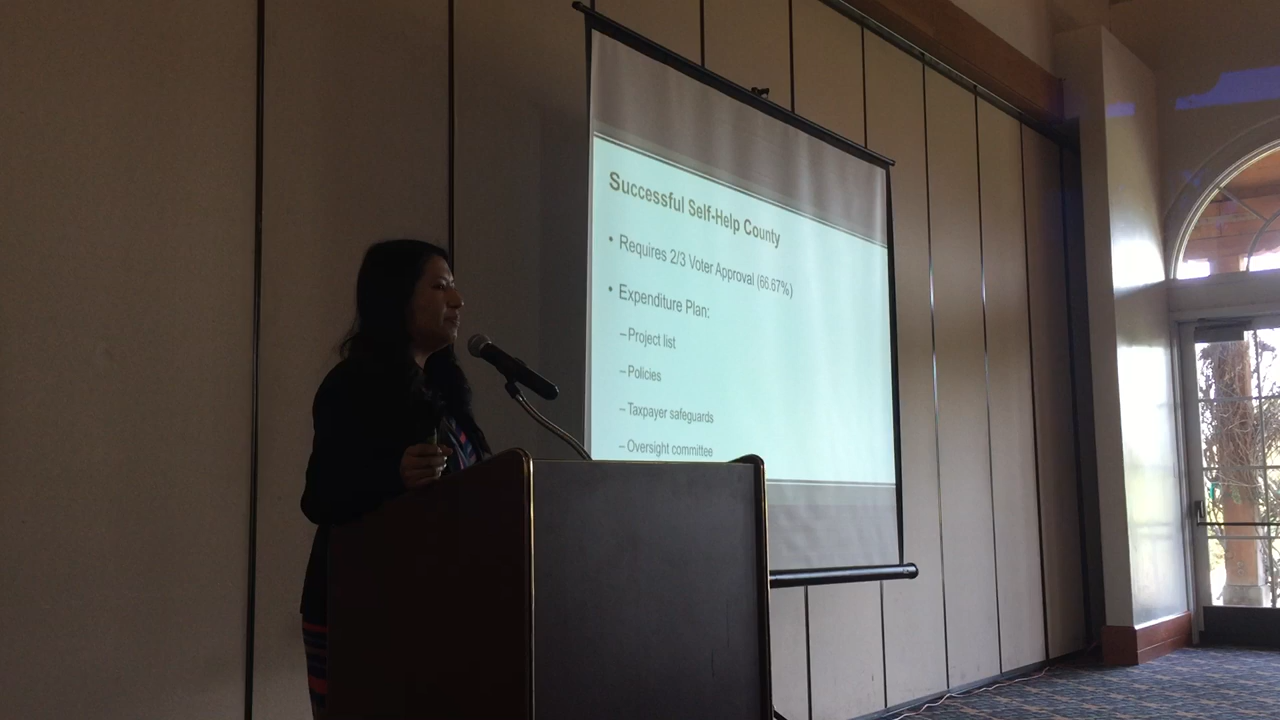 Successful Self-Help County
• Requires 2/3 Voter Approval (66.67%)
• Expenditure Plan:
–Project list
–Policies
–Taxpayer safeguards
–Oversight committee